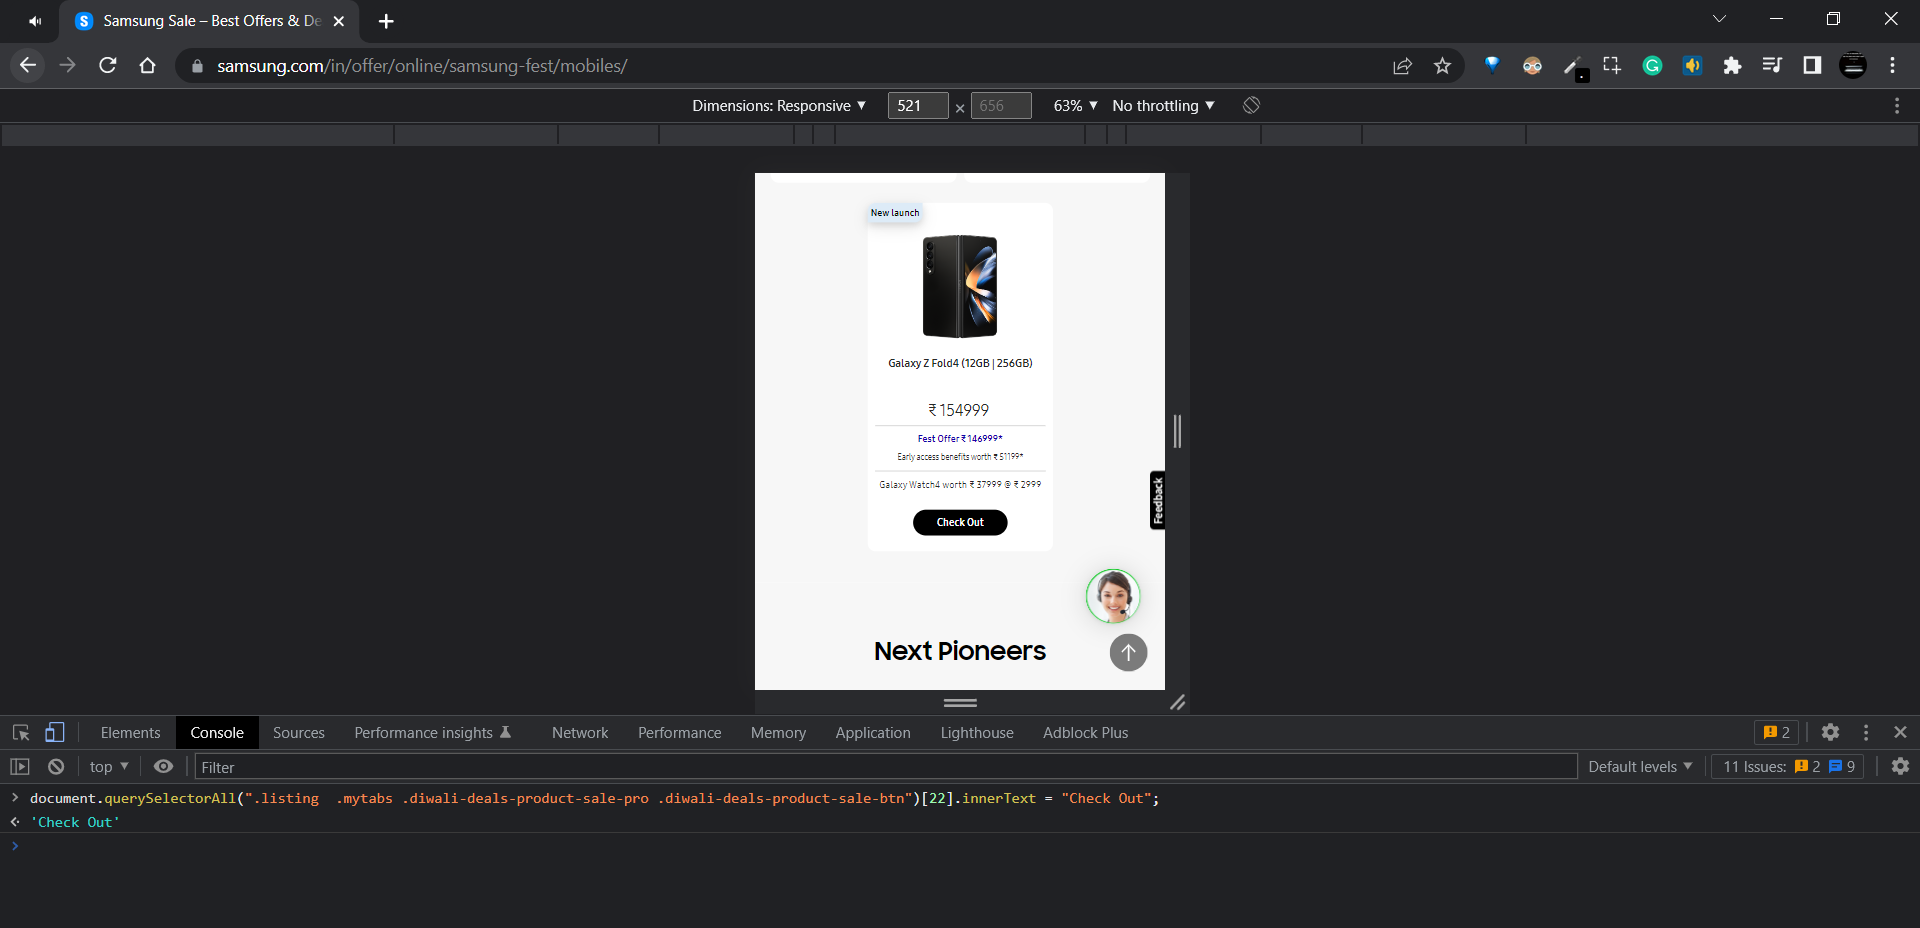 Samsung Sale – Best Offers & De
samsung.com/in/offer/online/samsung-fest/mobiles/
Dimensions: Responsive ▼ 521 × 656 63% ▼ No throttling ▼
New launch
Galaxy Z Fold4 (12GB | 256GB)
₹ 154999
Fest Offer ₹ 146999*
Early access benefits worth ₹ 51199*
Galaxy Watch4 worth ₹ 37999 @ ₹ 2999
Check Out
Feedback
Next Pioneers
Elements Console Sources Performance insights Network Performance Memory Application Lighthouse Adblock Plus 2
top ▼ Filter Default levels ▼ 11 Issues: 2 9
> document.querySelectorAll(".listing  .mytabs .diwali-deals-product-sale-pro .diwali-deals-product-sale-btn")[22].innerText = "Check Out";
'Check Out'
>